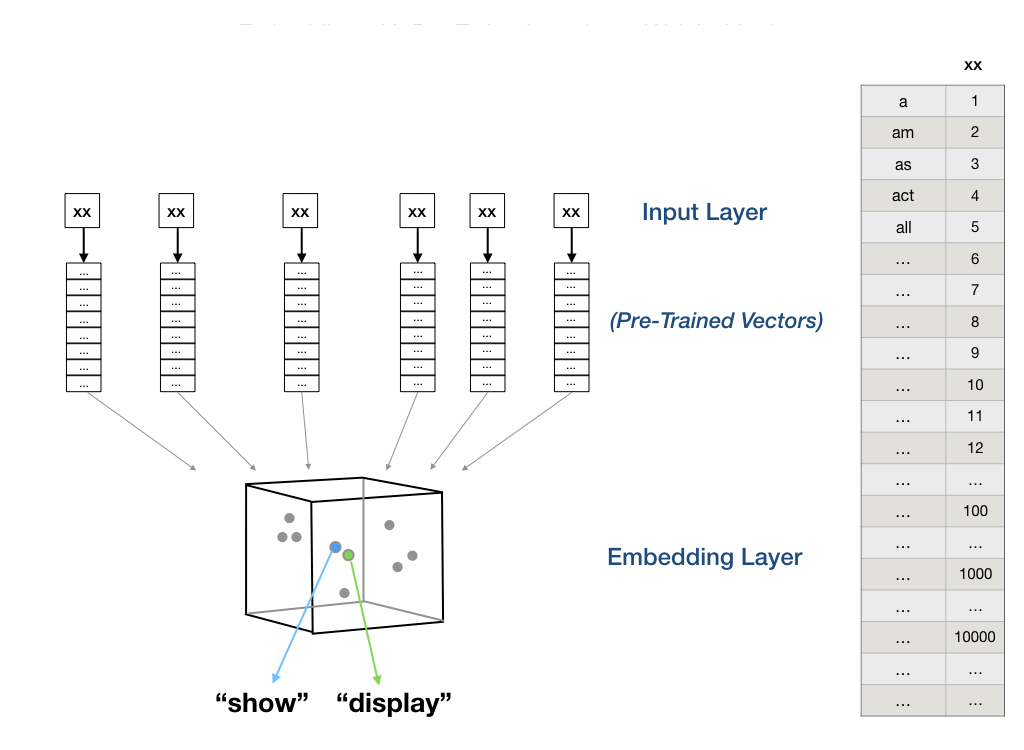 xx
a 1
am 2
as 3
act 4
all 5
... 6
... 7
... 8
... 9
... 10
... 11
... 12
... ...
... 100
... ...
... 1000
... ...
... 10000
... ...
... ...
xx xx xx xx xx xx
Input Layer
... ... ... ... ... ...
... ... ... ... ... ...
... ... ... ... ... ...
... ... ... ... ... ...
(Pre-Trained Vectors)
... ... ... ... ... ...
... ... ... ... ... ...
... ... ... ... ... ...
... ... ... ... ... ...
Embedding Layer
“show” “display”